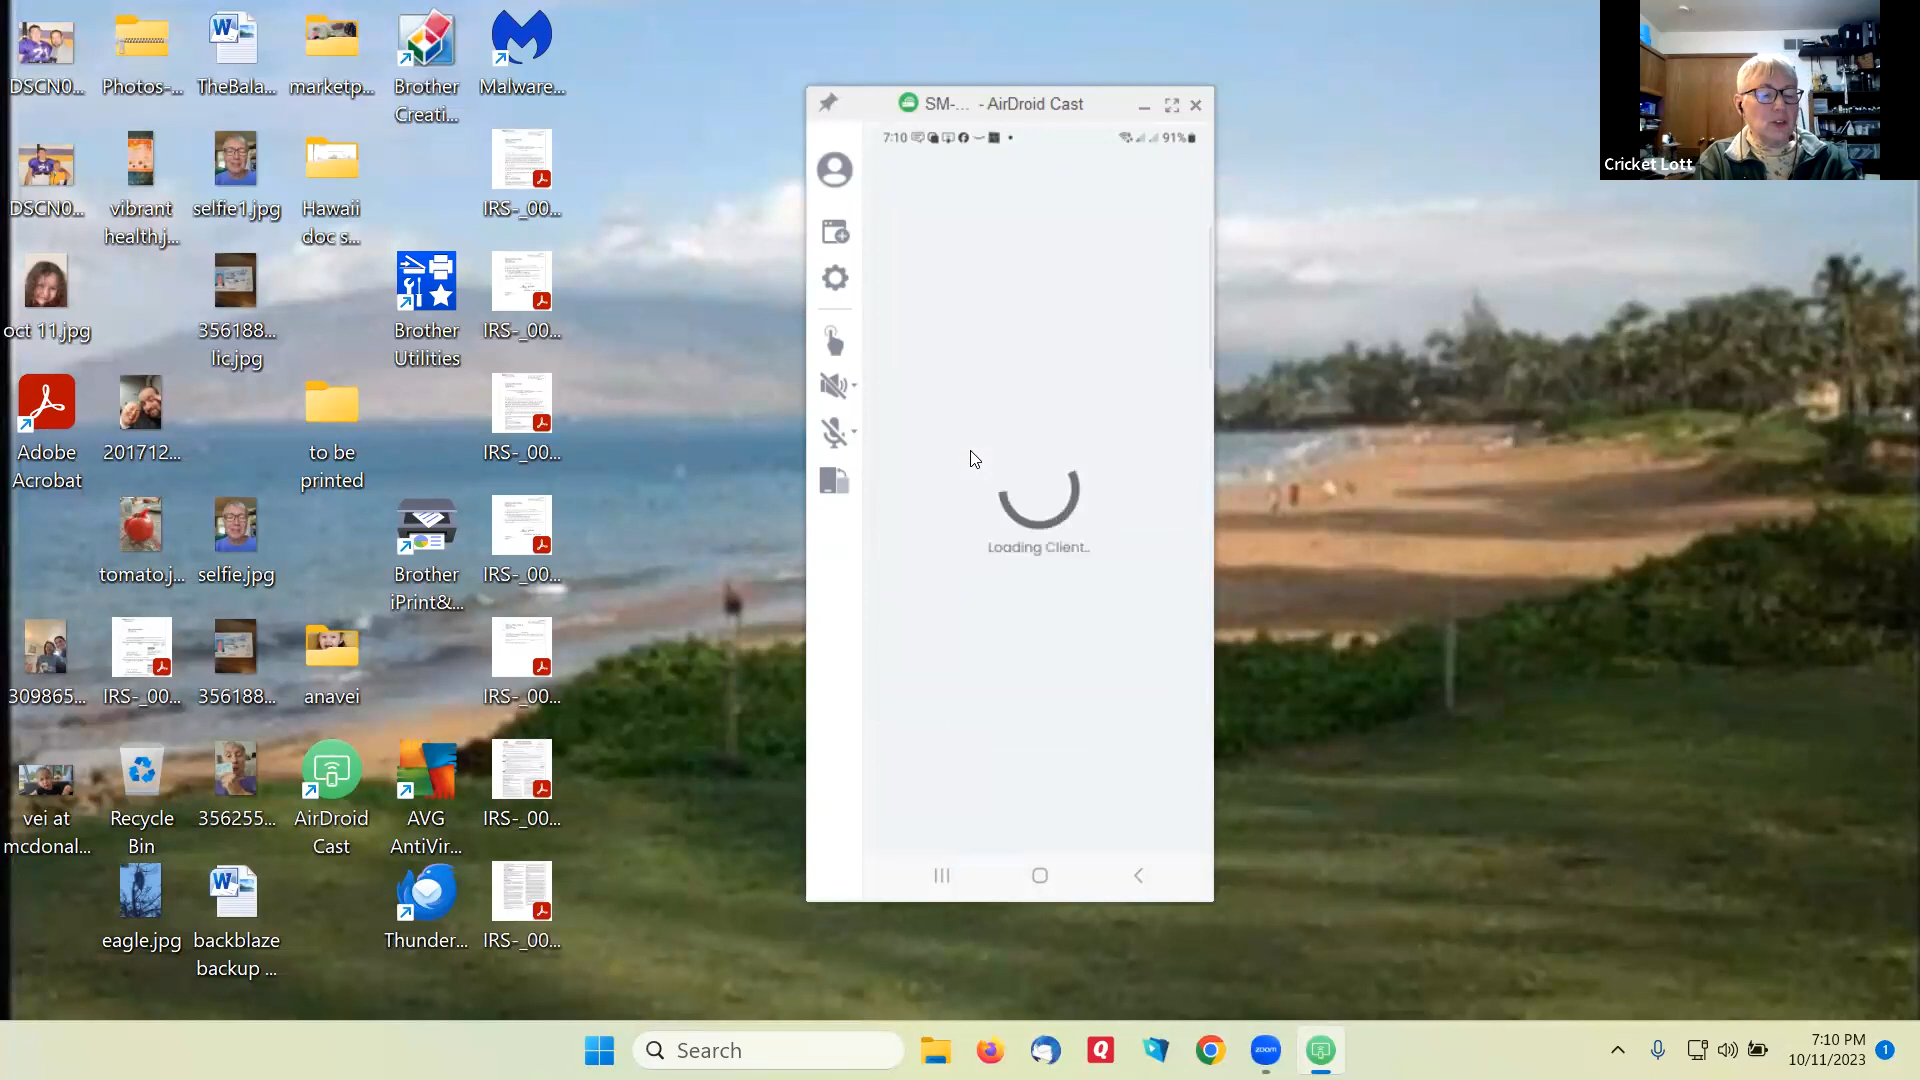 DSCN0...
Photos-...
TheBala...
marketp...
Brother
Creati...
Malware...
DSCN0...
vibrant
health.j...
selfie1.jpg
Hawaii
doc s...
IRS-_00...
oct 11.jpg
356188...
lic.jpg
Brother
Utilities
IRS-_00...
Adobe
Acrobat
201712...
to be
printed
IRS-_00...
tomato.j...
selfie.jpg
Brother
iPrint&...
IRS-_00...
309865...
IRS-_00...
356188...
anavei
IRS-_00...
vei at
mcdonal...
Recycle
Bin
356255...
AirDroid
Cast
AVG
AntiVir...
IRS-_00...
eagle.jpg
backblaze
backup ...
Thunder...
IRS-_00...
SM-... - AirDroid Cast
7:10
91%
Loading Client..
Cricket Lott
Search
zoom
7:10 PM
10/11/2023
1